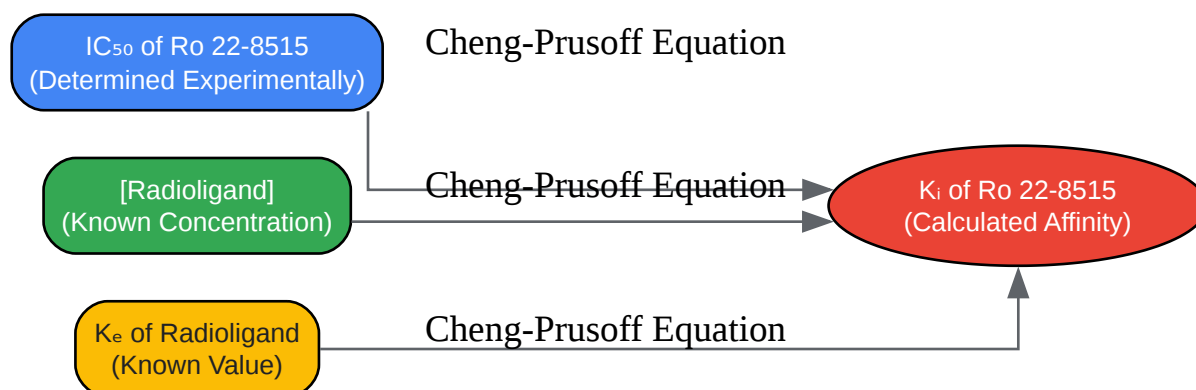 IC₅₀ of Ro 22-8515
(Determined Experimentally)
Cheng-Prusoff Equation
[Radioligand]
(Known Concentration)
Cheng-Prusoff Equation
Kᵢ of Ro 22-8515
(Calculated Affinity)
Kₑ of Radioligand
(Known Value)
Cheng-Prusoff Equation